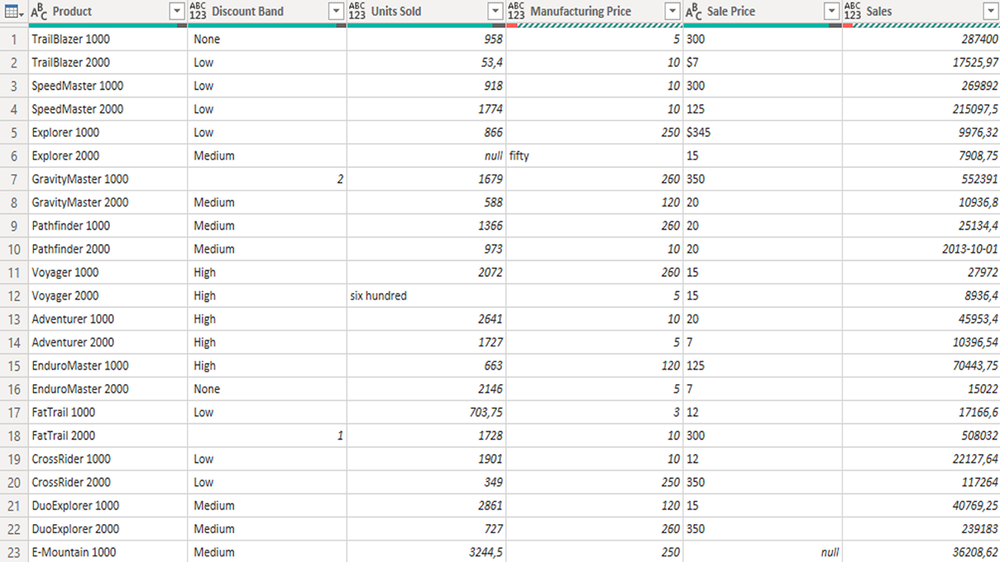 ABC Product ABC 123 Discount Band ABC 123 Units Sold ABC 123 Manufacturing Price ABC Sale Price ABC 123 Sales
1 TrailBlazer 1000 None 958 5 300 287400
2 TrailBlazer 2000 Low 53,4 10 $7 17525,97
3 SpeedMaster 1000 Low 918 10 300 269892
4 SpeedMaster 2000 Low 1774 10 125 215097,5
5 Explorer 1000 Low 866 250 $345 9976,32
6 Explorer 2000 Medium null fifty 15 7908,75
7 GravityMaster 1000 2 1679 260 350 552391
8 GravityMaster 2000 Medium 588 120 20 10936,8
9 Pathfinder 1000 Medium 1366 260 20 25134,4
10 Pathfinder 2000 Medium 973 10 20 2013-10-01
11 Voyager 1000 High 2072 260 15 27972
12 Voyager 2000 High six hundred 5 15 8936,4
13 Adventurer 1000 High 2641 10 20 45953,4
14 Adventurer 2000 High 1727 5 7 10396,54
15 EnduroMaster 1000 High 663 120 125 70443,75
16 EnduroMaster 2000 None 2146 5 7 15022
17 FatTrail 1000 Low 703,75 3 12 17166,6
18 FatTrail 2000 1 1728 10 300 508032
19 CrossRider 1000 Low 1901 10 12 22127,64
20 CrossRider 2000 Low 349 250 350 117264
21 DuoExplorer 1000 Medium 2861 120 15 40769,25
22 DuoExplorer 2000 Medium 727 260 350 239183
23 E-Mountain 1000 Medium 3244,5 250 null 36208,62